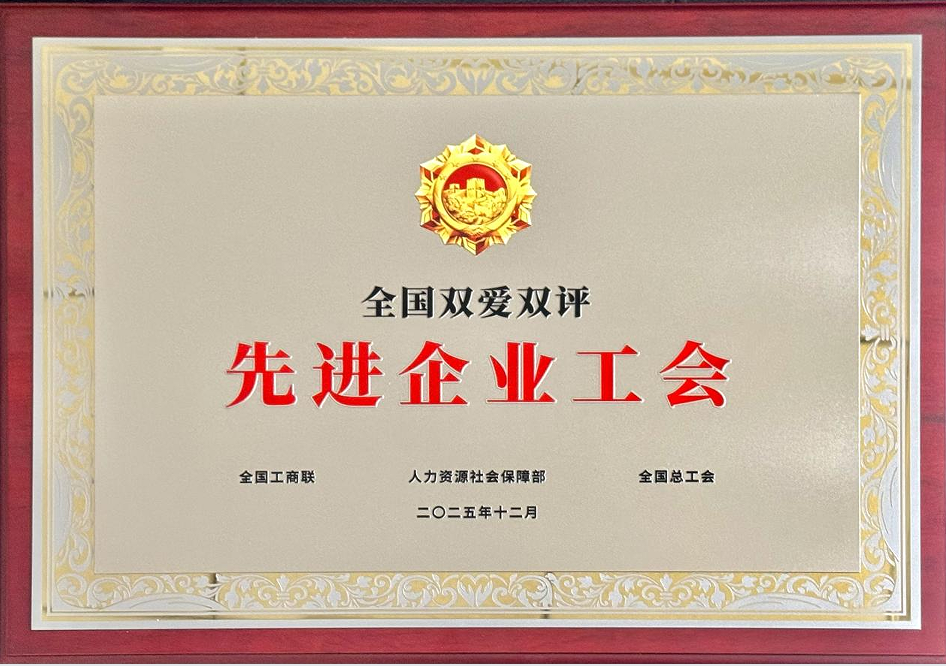 全国双爱双评
先进企业工会
全国工商联 人力资源社会保障部 全国总工会
二〇二五年十二月